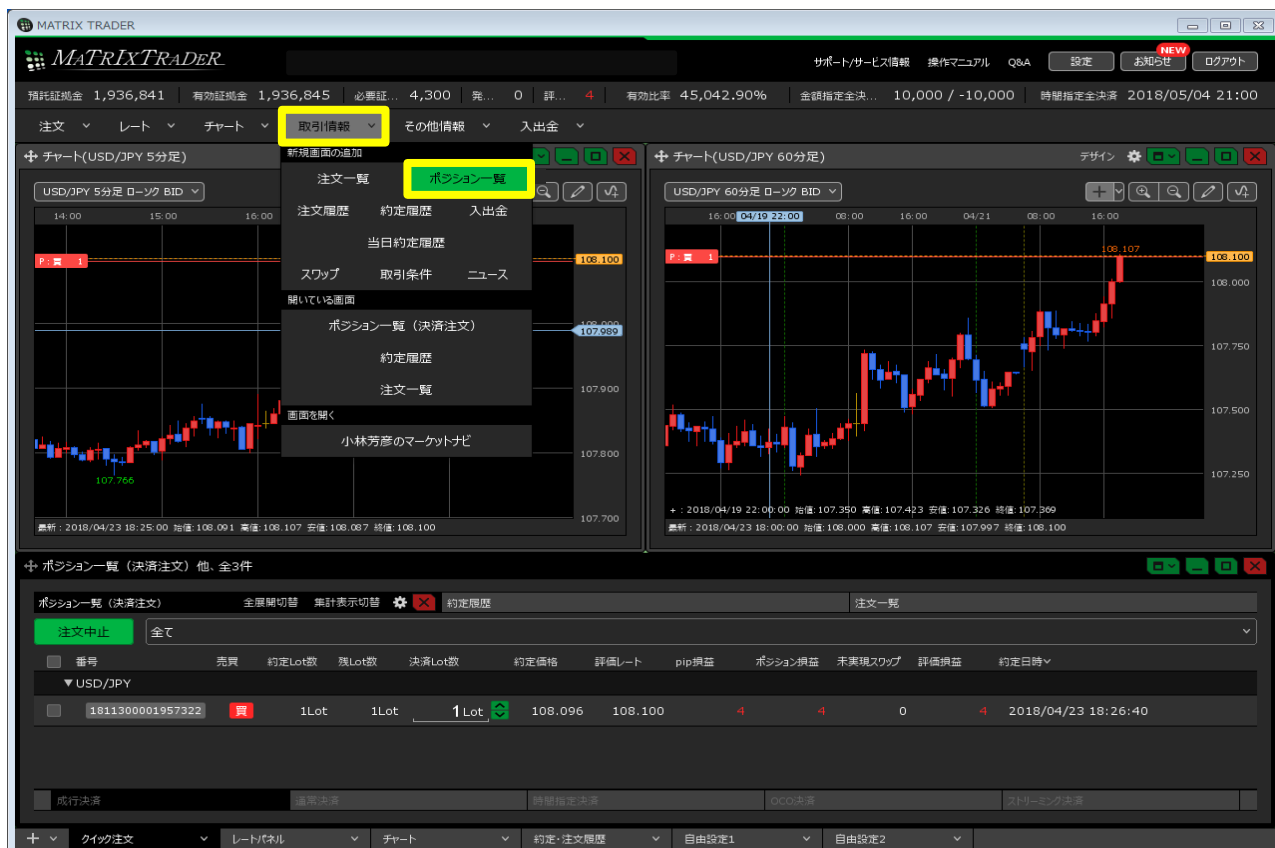 MATRIX TRADER
MATRIXTRADER サポート/サービス情報 操作マニュアル Q&A 設定 お知らせ NEW ログアウト
預託証拠金 1,936,841 有効証拠金 1,936,845 必要証... 4,300 発... 0 評... 4 有効比率 45,042.90% 金額指定全決... 10,000 / -10,000 時間指定全決済 2018/05/04 21:00
注文 レート チャート 取引情報 その他情報 入出金
チャート(USD/JPY 5分足)
USD/JPY 5分足 ローソク BID
14:00 15:00 16:00
P:買 1
108.100
107.989
107.900
107.800
107.766
107.700
最新:2018/04/23 18:25:00 始値:108.091 高値:108.107 安値:108.087 終値:108.100
新規画面の追加
注文一覧 ポジション一覧
注文履歴 約定履歴 入出金
当日約定履歴
スワップ 取引条件 ニュース
開いている画面
ポジション一覧(決済注文)
約定履歴
注文一覧
画面を開く
小林芳彦のマーケットナビ
チャート(USD/JPY 60分足) デザイン
USD/JPY 60分足 ローソク BID
16:00 04/19 22:00 08:00 16:00 04/21 08:00 16:00
108.107
P:買 1
108.100
108.000
107.750
107.500
107.250
+:2018/04/19 22:00:00 始値:107.350 高値:107.423 安値:107.326 終値:107.369
最新:2018/04/23 18:00:00 始値:108.000 高値:108.107 安値:107.997 終値:108.100
ポジション一覧(決済注文)他、全3件
ポジション一覧(決済注文) 全展開切替 集計表示切替 約定履歴 注文一覧
注文中止 全て
番号 売買 約定Lot数 残Lot数 決済Lot数 約定価格 評価レート pip損益 ポジション損益 未実現スワップ 評価損益 約定日時
▼USD/JPY
1811300001957322 買 1Lot 1Lot 1 Lot 108.096 108.100 4 4 0 4 2018/04/23 18:26:40
成行決済 通常決済 時間指定決済 OCO決済 ストリーミング決済
クイック注文 レートパネル チャート 約定・注文履歴 自由設定1 自由設定2